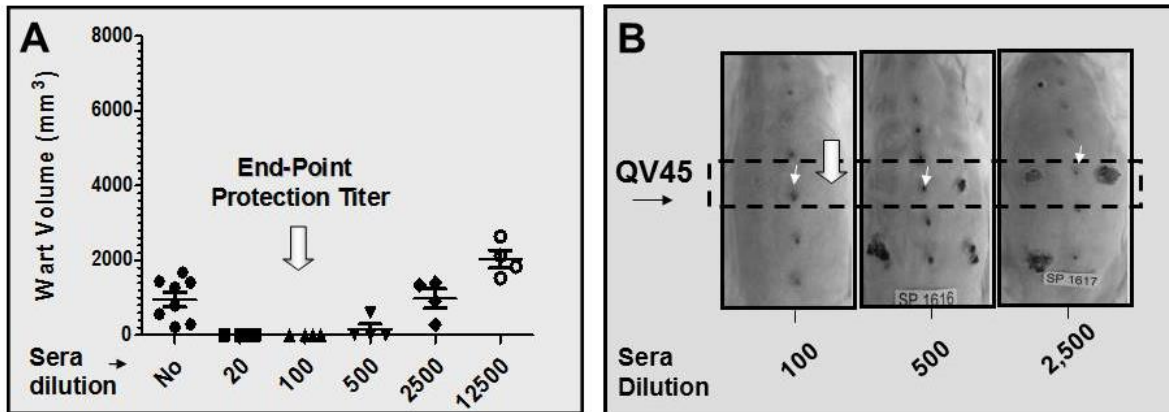 A
8000
6000
4000
2000
0
Wart Volume (mm³)
End-Point
Protection Titer
Sera
dilution
No
20
100
500
2500
12500
B
QV45
SP 1616
SP 1617
Sera
Dilution
100
500
2,500